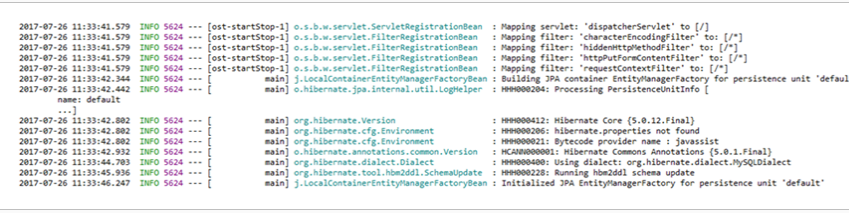 2017-07-26 11:33:41.579 INFO 5624 --- [ost-startStop-1] o.s.b.w.servlet.ServletRegistrationBean : Mapping servlet: 'dispatcherServlet' to [/]
2017-07-26 11:33:41.579 INFO 5624 --- [ost-startStop-1] o.s.b.w.servlet.FilterRegistrationBean : Mapping filter: 'characterEncodingFilter' to: [/*]
2017-07-26 11:33:41.579 INFO 5624 --- [ost-startStop-1] o.s.b.w.servlet.FilterRegistrationBean : Mapping filter: 'hiddenHttpMethodFilter' to: [/*]
2017-07-26 11:33:41.579 INFO 5624 --- [ost-startStop-1] o.s.b.w.servlet.FilterRegistrationBean : Mapping filter: 'httpPutFormContentFilter' to: [/*]
2017-07-26 11:33:41.579 INFO 5624 --- [ost-startStop-1] o.s.b.w.servlet.FilterRegistrationBean : Mapping filter: 'requestContextFilter' to: [/*]
2017-07-26 11:33:42.344 INFO 5624 --- [ main] j.LocalContainerEntityManagerFactoryBean : Building JPA container EntityManagerFactory for persistence unit 'defaul
2017-07-26 11:33:42.442 INFO 5624 --- [ main] o.hibernate.jpa.internal.util.LogHelper : HHH000204: Processing PersistenceUnitInfo [
name: default
...]
2017-07-26 11:33:42.802 INFO 5624 --- [ main] org.hibernate.Version : HHH000412: Hibernate Core {5.0.12.Final}
2017-07-26 11:33:42.802 INFO 5624 --- [ main] org.hibernate.cfg.Environment : HHH000206: hibernate.properties not found
2017-07-26 11:33:42.802 INFO 5624 --- [ main] org.hibernate.cfg.Environment : HHH000021: Bytecode provider name : javassist
2017-07-26 11:33:42.932 INFO 5624 --- [ main] o.hibernate.annotations.common.Version : HCANN000001: Hibernate Commons Annotations {5.0.1.Final}
2017-07-26 11:33:44.703 INFO 5624 --- [ main] org.hibernate.dialect.Dialect : HHH000400: Using dialect: org.hibernate.dialect.MySQLDialect
2017-07-26 11:33:45.936 INFO 5624 --- [ main] org.hibernate.tool.hbm2ddl.SchemaUpdate : HHH000228: Running hbm2ddl schema update
2017-07-26 11:33:46.247 INFO 5624 --- [ main] j.LocalContainerEntityManagerFactoryBean : Initialized JPA EntityManagerFactory for persistence unit 'default'